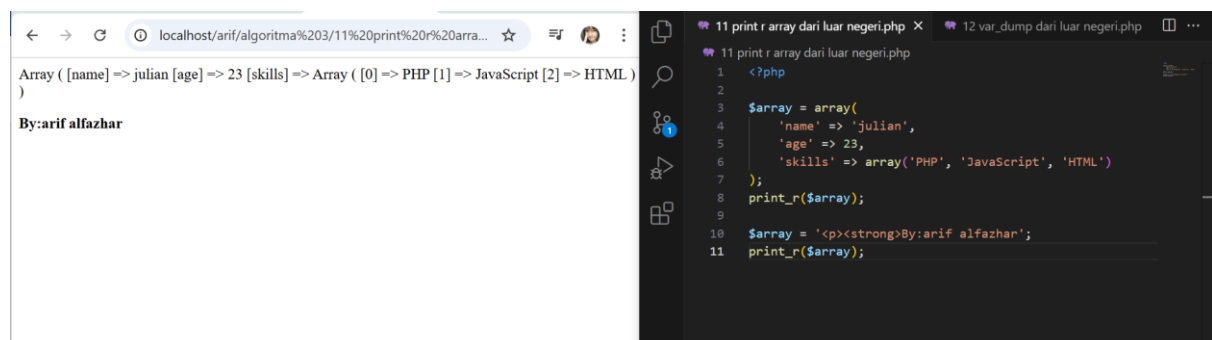 localhost/arif/algoritma%203/11%20print%20r%20arra...
Array ( [name] => julian [age] => 23 [skills] => Array ( [0] => PHP [1] => JavaScript [2] => HTML )
)
By:arif alfazhar
11 print r array dari luar negeri.php
12 var_dump dari luar negeri.php
11 print r array dari luar negeri.php
1 <?php
2
3 $array = array(
4 'name' => 'julian',
5 'age' => 23,
6 'skills' => array('PHP', 'JavaScript', 'HTML')
7 );
8 print_r($array);
9
10 $array = '<p><strong>By:arif alfazhar';
11 print_r($array);
1